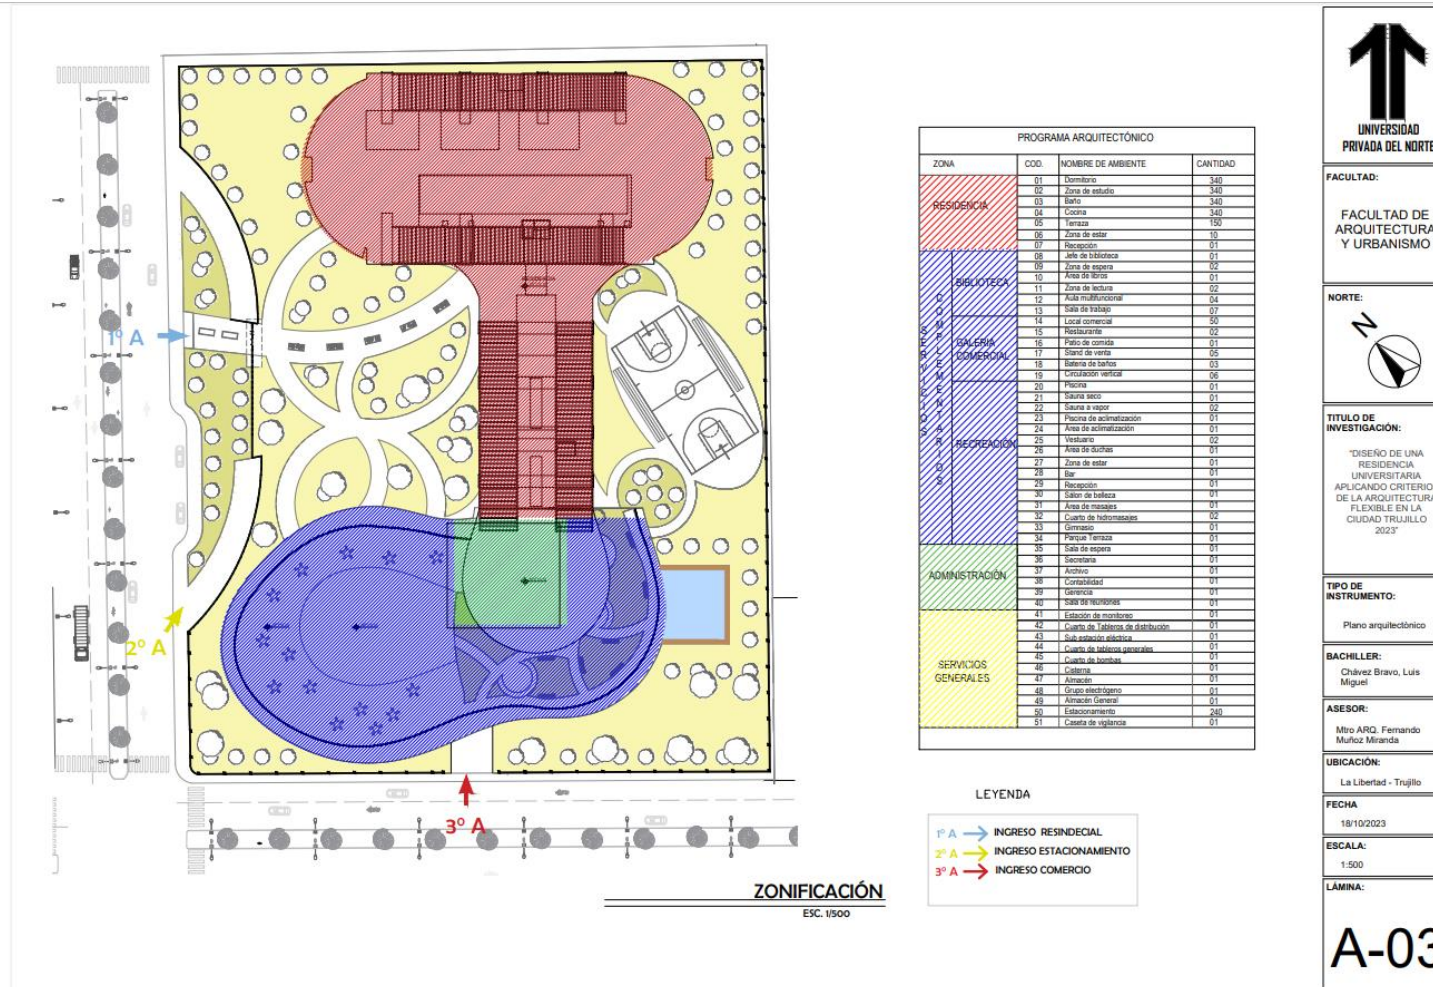 1º A
2º A
3º A
ZONIFICACIÓN
ESC. 1/500
PROGRAMA ARQUITECTÓNICO
ZONA COD. NOMBRE DE AMBIENTE CANTIDAD
RESIDENCIA
01 Dormitorio 340
02 Zona de estudio 340
03 Baño 340
04 Cocina 340
05 Terraza 150
06 Zona de estar 10
07 Recepción 01
SERVICIOS COMPLEMENTARIOS
BIBLIOTECA
08 Jefe de biblioteca 01
09 Zona de espera 02
10 Área de libros 01
11 Zona de lectura 02
12 Aula multifuncional 04
13 Sala de trabajo 07
GALERIA
COMERCIAL
14 Local comercial 50
15 Restaurante 02
16 Patio de comida 01
17 Stand de venta 05
18 Bateria de baños 03
19 Circulación vertical 06
RECREACIÓN
20 Piscina 01
21 Sauna seco 01
22 Sauna a vapor 02
23 Piscina de aclimatización 01
24 Área de aclimatización 01
25 Vestuario 02
26 Área de duchas 01
27 Zona de estar 01
28 Bar 01
29 Recepción 01
30 Salón de belleza 01
31 Área de masajes 01
32 Cuarto de hidromasajes 02
33 Gimnasio 01
34 Parque Terraza 01
ADMINISTRACIÓN
35 Sala de espera 01
36 Secretaria 01
37 Archivo 01
38 Contabilidad 01
39 Gerencia 01
40 Sala de reuniones 01
SERVICIOS
GENERALES
41 Estación de monitoreo 01
42 Cuarto de Tableros de distribución 01
43 Sub estación eléctrica 01
44 Cuarto de tableros generales 01
45 Cuarto de bombas 01
46 Cisterna 01
47 Almacén 01
48 Grupo electrógeno 01
49 Almacén General 01
50 Estacionamiento 240
51 Caseta de vigilancia 01
LEYENDA
1º A INGRESO RESINDECIAL
2º A INGRESO ESTACIONAMIENTO
3º A INGRESO COMERCIO
UNIVERSIDAD
PRIVADA DEL NORTE
FACULTAD:
FACULTAD DE
ARQUITECTURA
Y URBANISMO
NORTE:
N
TITULO DE
INVESTIGACIÓN:
"DISEÑO DE UNA
RESIDENCIA
UNIVERSITARIA
APLICANDO CRITERIO
DE LA ARQUITECTURA
FLEXIBLE EN LA
CIUDAD TRUJILLO
2023"
TIPO DE
INSTRUMENTO:
Plano arquitectónico
BACHILLER:
Chávez Bravo, Luis
Miguel
ASESOR:
Mtro ARQ. Fernando
Muñoz Miranda
UBICACIÓN:
La Libertad - Trujillo
FECHA
18/10/2023
ESCALA:
1:500
LÁMINA:
A-03